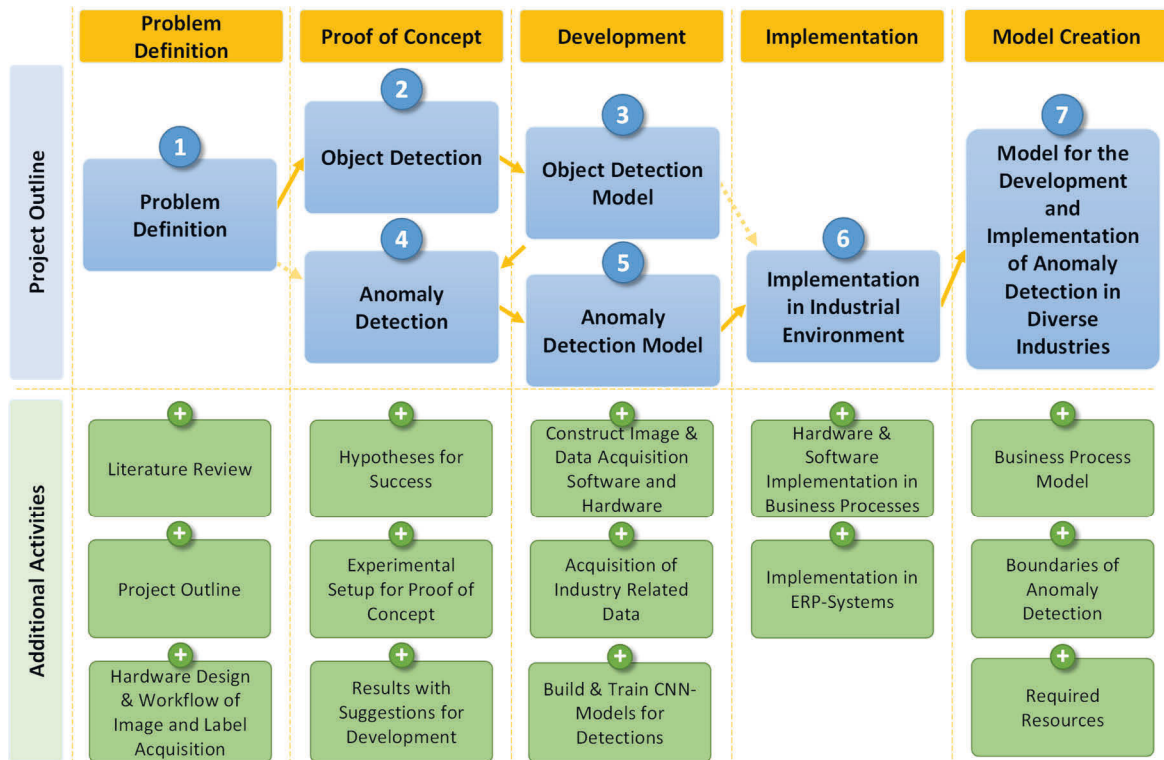 Problem
Definition
Proof of Concept
Development
Implementation
Model Creation
Project Outline
1
Problem
Definition
2
Object Detection
3
Object Detection
Model
4
Anomaly
Detection
5
Anomaly
Detection Model
6
Implementation
in Industrial
Environment
7
Model for the
Development
and
Implementation
of Anomaly
Detection in
Diverse
Industries
Additional Activities
+
Literature Review
+
Project Outline
+
Hardware Design
& Workflow of
Image and Label
Acquisition
+
Hypotheses for
Success
+
Experimental
Setup for Proof of
Concept
+
Results with
Suggestions for
Development
+
Construct Image &
Data Acquisition
Software and
Hardware
+
Acquisition of
Industry Related
Data
+
Build & Train CNN-
Models for
Detections
+
Hardware &
Software
Implementation in
Business Processes
+
Implementation in
ERP-Systems
+
Business Process
Model
+
Boundaries of
Anomaly
Detection
+
Required
Resources